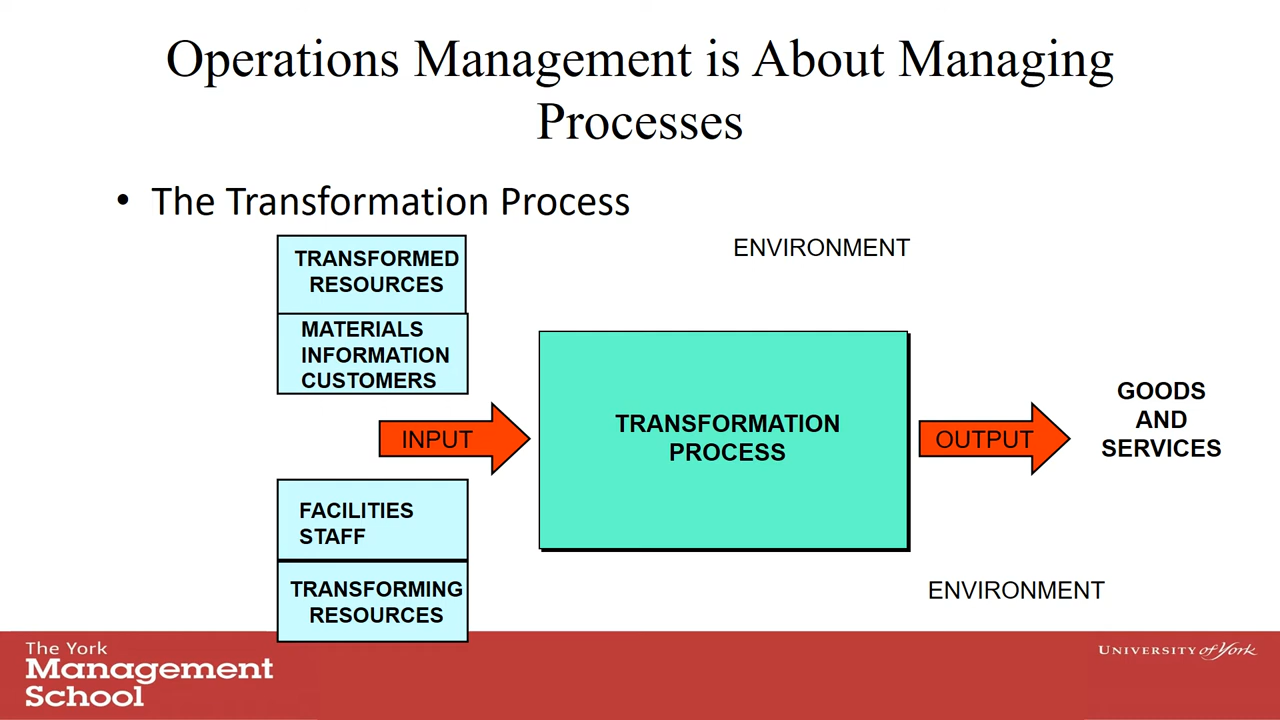 Operations Management is About Managing
Processes
• The Transformation Process
TRANSFORMED
RESOURCES
MATERIALS
INFORMATION
CUSTOMERS
ENVIRONMENT
INPUT
TRANSFORMATION
PROCESS
OUTPUT
GOODS
AND
SERVICES
FACILITIES
STAFF
TRANSFORMING
RESOURCES
ENVIRONMENT
The York
Management
School
UNIVERSITY of York